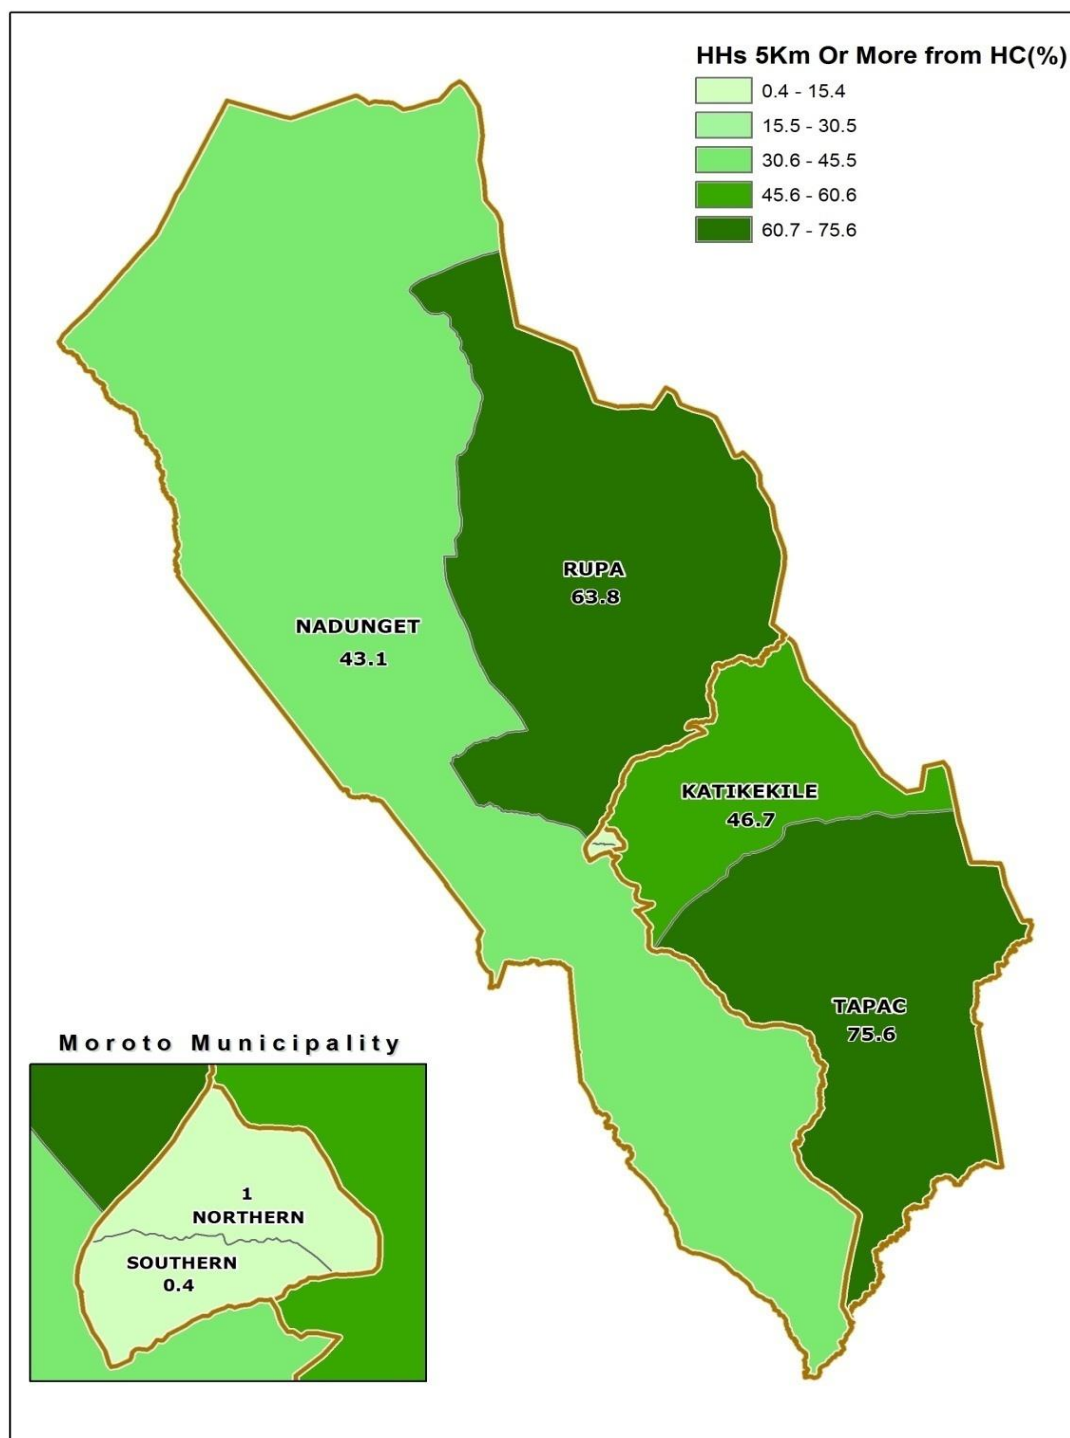 HHs 5Km Or More from HC(%)
0.4 - 15.4
15.5 - 30.5
30.6 - 45.5
45.6 - 60.6
60.7 - 75.6
RUPA
63.8
NADUNGET
43.1
KATIKEKILE
46.7
TAPAC
75.6
Moroto Municipality
1
NORTHERN
SOUTHERN
0.4